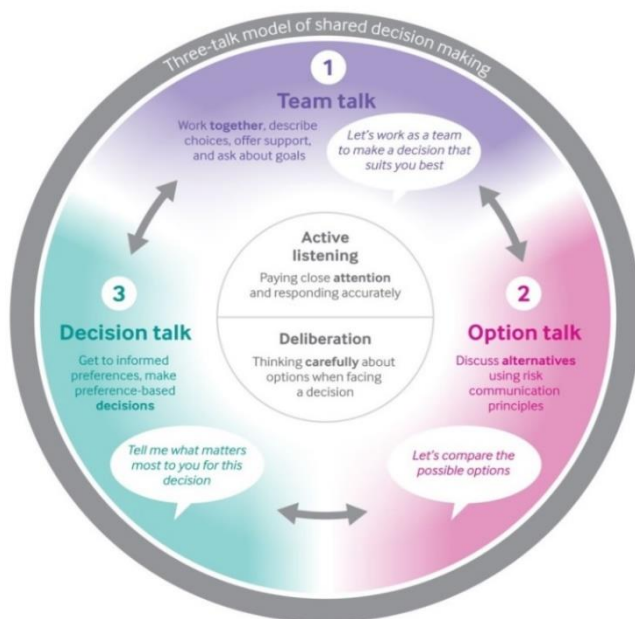 Three-talk model of shared decision making
1
Team talk
Work together, describe
choices, offer support,
and ask about goals
Let's work as a team
to make a decision that
suits you best
Active
listening
Paying close attention
and responding accurately
Deliberation
Thinking carefully about
options when facing
a decision
2
Option talk
Discuss alternatives
using risk
communication
principles
Let's compare the
possible options
3
Decision talk
Get to informed
preferences, make
preference-based
decisions
Tell me what matters
most to you for this
decision